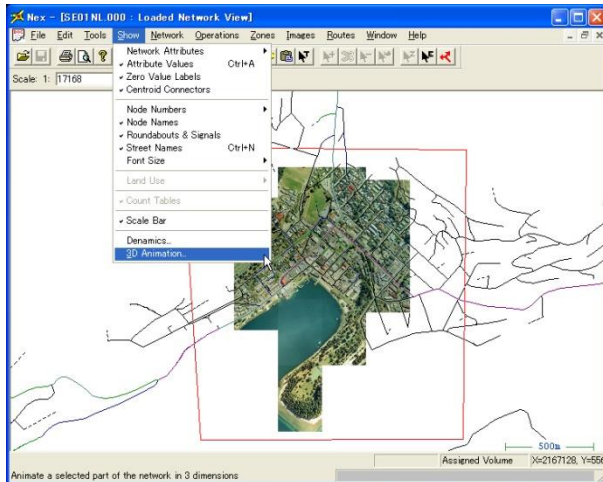 Nex - [SE01NL.000 : Loaded Network View]
File Edit Tools Show Network Operations Zones Images Routes Window Help
Scale: 1: 17168
Network Attributes
Attribute Values Ctrl+A
Zero Value Labels
Centroid Connectors
Node Numbers
Node Names
Roundabouts & Signals
Street Names Ctrl+N
Font Size
Land Use
Count Tables
Scale Bar
Denamics..
3D Animation..
500m
Assigned Volume X=2167128, Y=556
Animate a selected part of the network in 3 dimensions